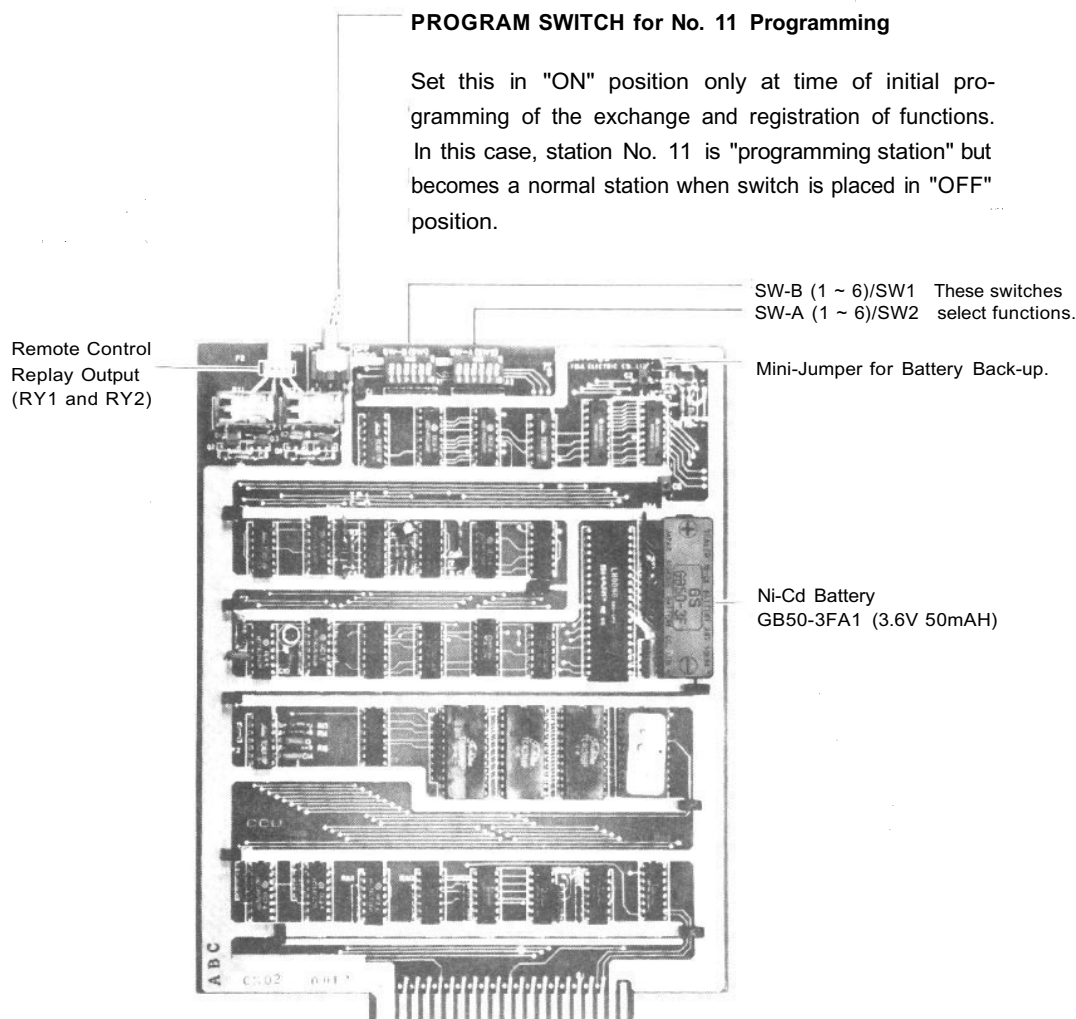 PROGRAM SWITCH for No. 11 Programming
Set this in "ON" position only at time of initial pro-
gramming of the exchange and registration of functions.
In this case, station No. 11 is "programming station" but
becomes a normal station when switch is placed in "OFF"
position.
SW-B (1 ~ 6)/SW1 These switches
SW-A (1 ~ 6)/SW2 select functions.
Remote Control
Replay Output
(RY1 and RY2)
Mini-Jumper for Battery Back-up.
Ni-Cd Battery
GB50-3FA1 (3.6V 50mAH)
GS
CCU
ABC